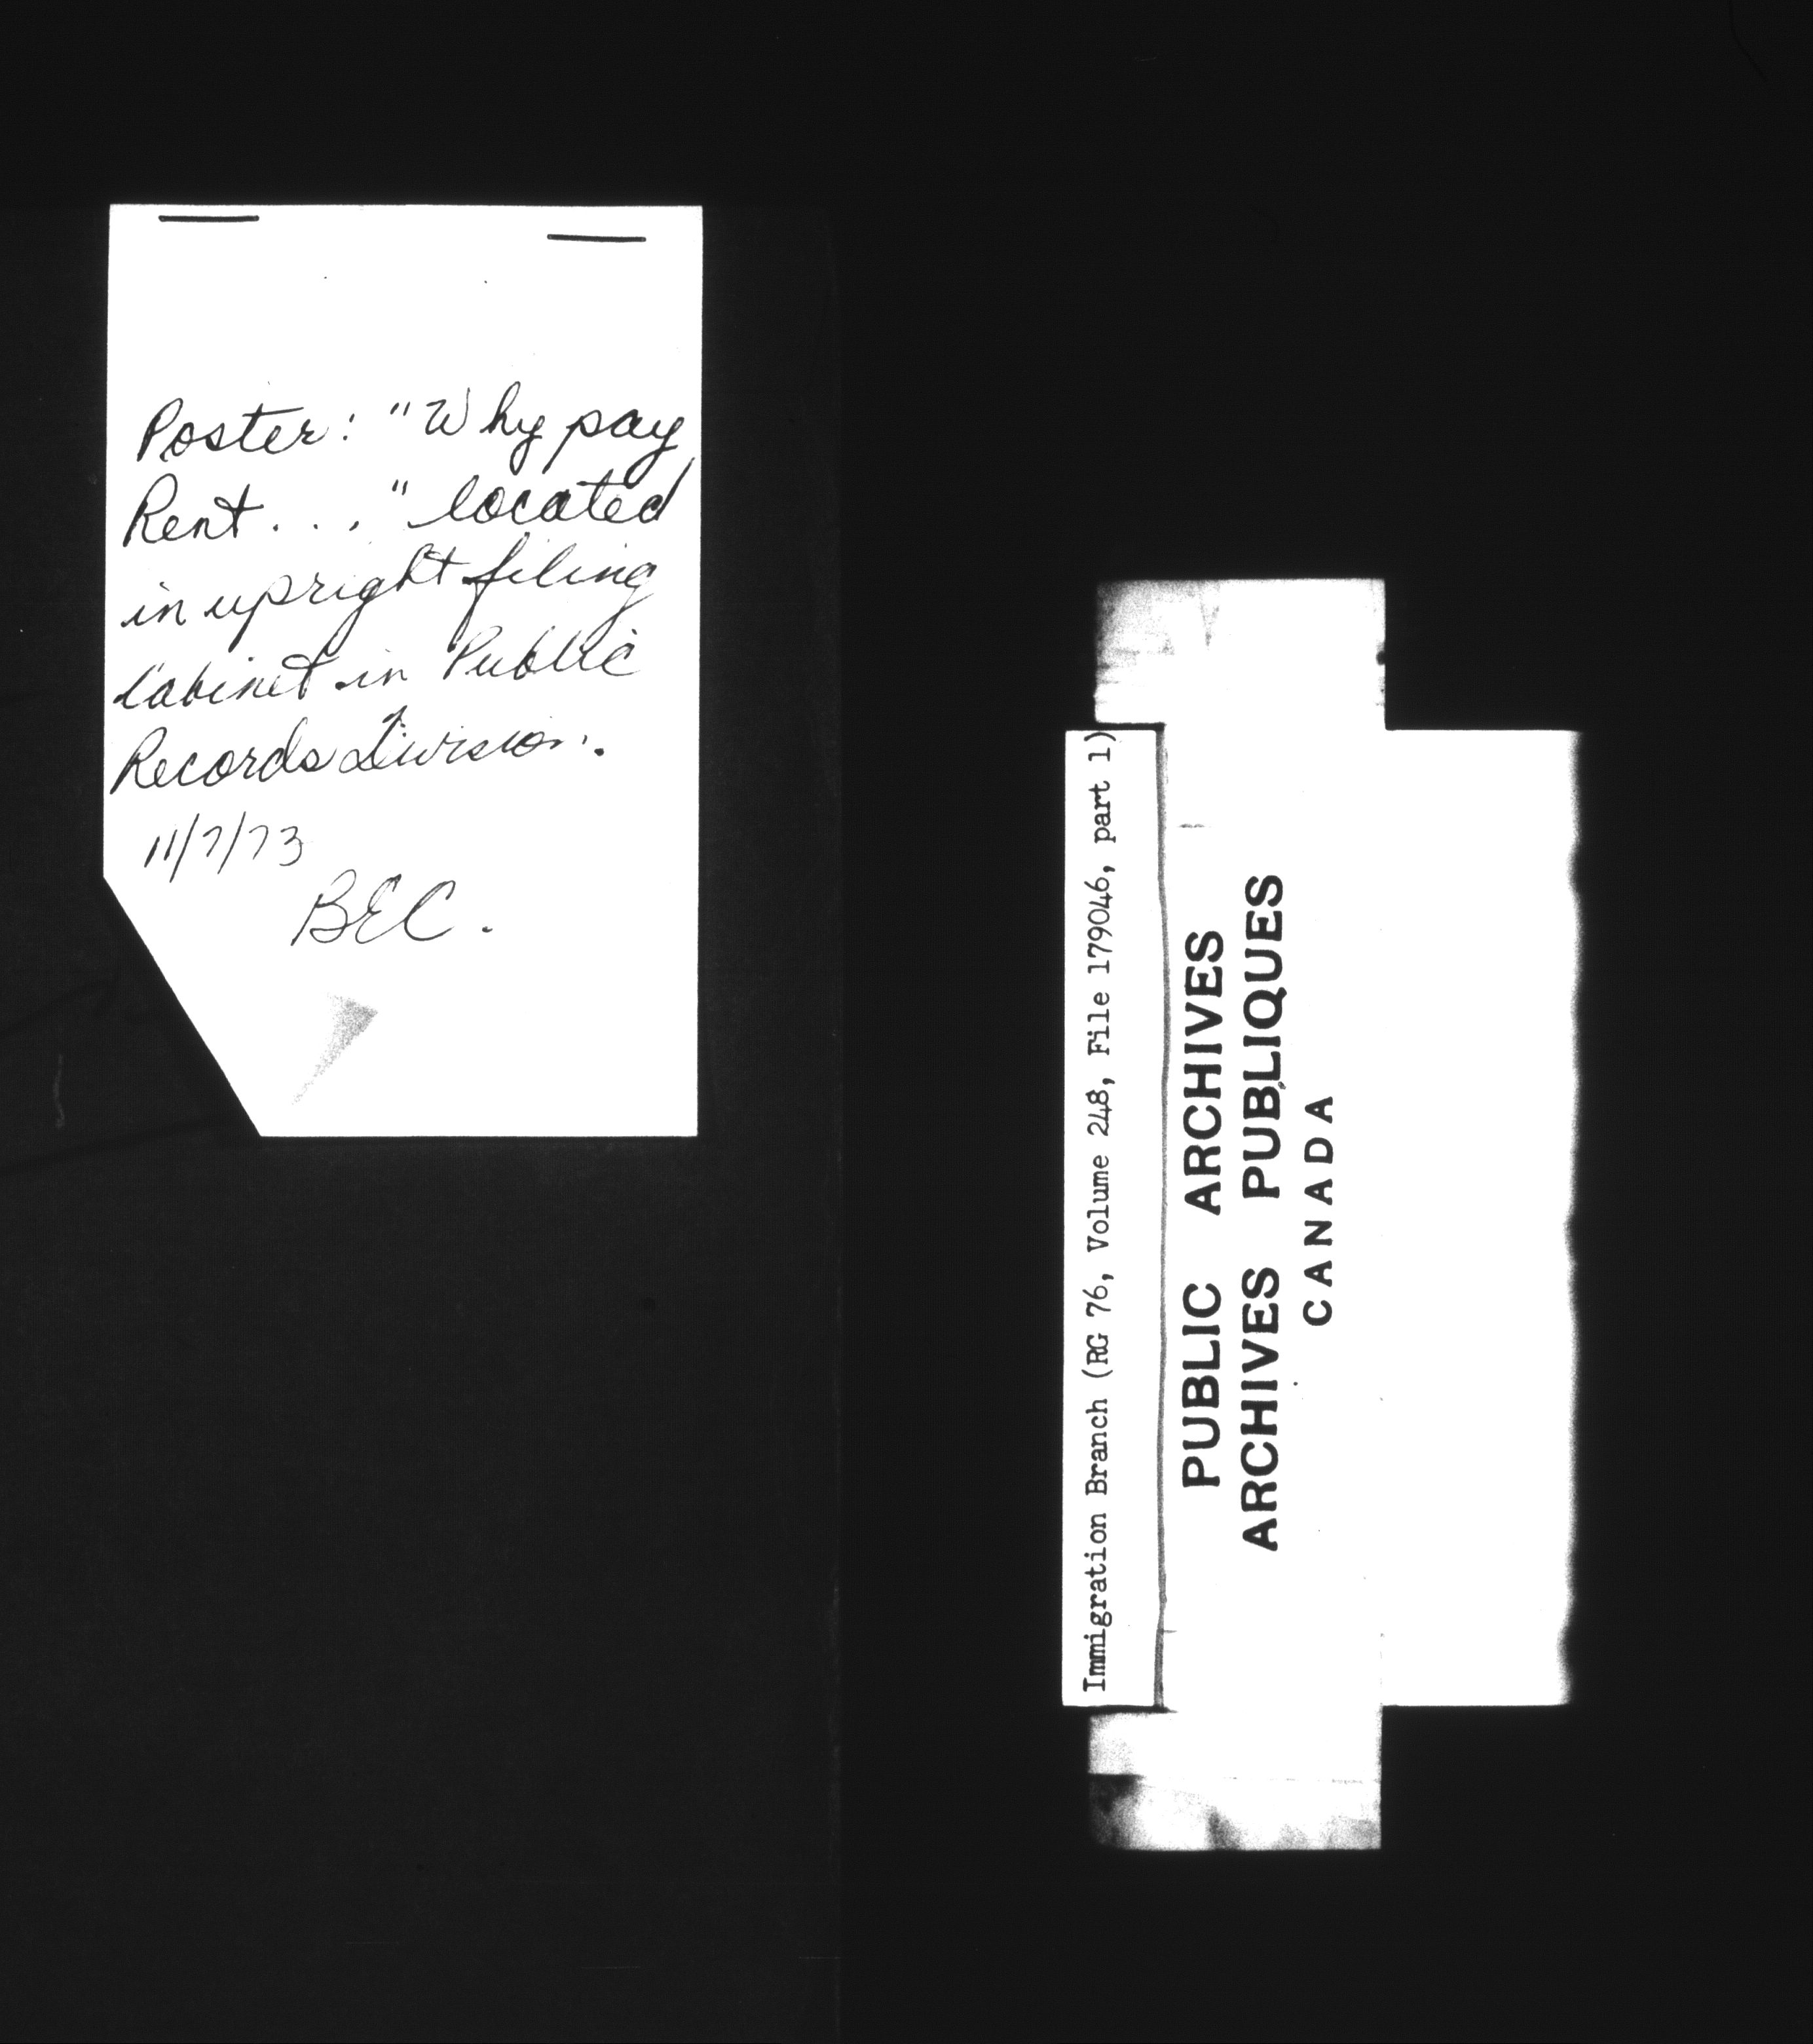 Poster: "Why pay
Rent..." located
in upright filing
Cabinet in Public
Records Division.
11/7/73
BEC.
Immigration Branch (RG 76, Volume 248, File 179046, part 1)
PUBLIC ARCHIVES
ARCHIVES PUBLIQUES
CANADA